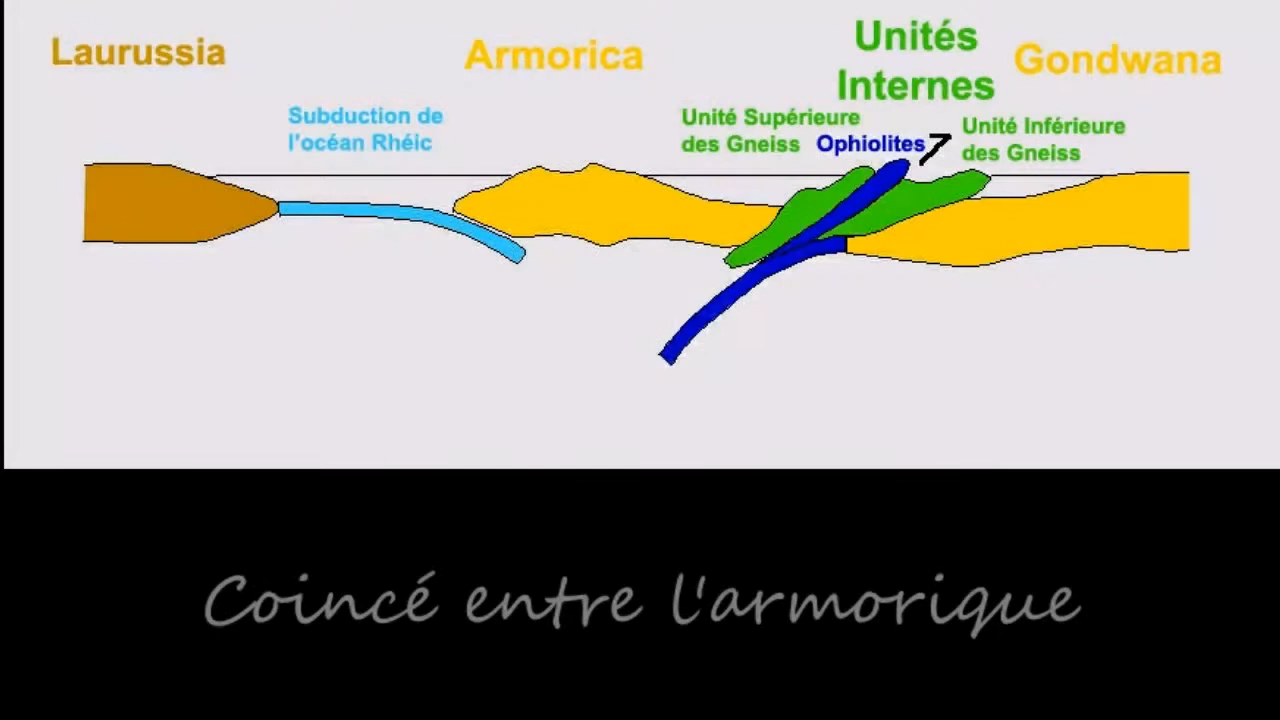 Laurussia
Armorica
Unités
Internes
Gondwana
Subduction de
l'océan Rhéic
Unité Supérieure
des Gneiss
Ophiolites
Unité Inférieure
des Gneiss
Coincé entre l'armorique